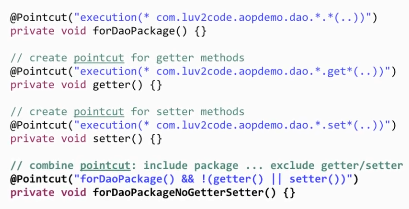 @Pointcut("execution(* com.luv2code.aopdemo.dao.*.*(..))")
private void forDaoPackage() {}
// create pointcut for getter methods
@Pointcut("execution(* com.luv2code.aopdemo.dao.*.get*(..))")
private void getter() {}
// create pointcut for setter methods
@Pointcut("execution(* com.luv2code.aopdemo.dao.*.set*(..))")
private void setter() {}
// combine pointcut: include package ... exclude getter/setter
@Pointcut("forDaoPackage() && !(getter() || setter())")
private void forDaoPackageNoGetterSetter() {}